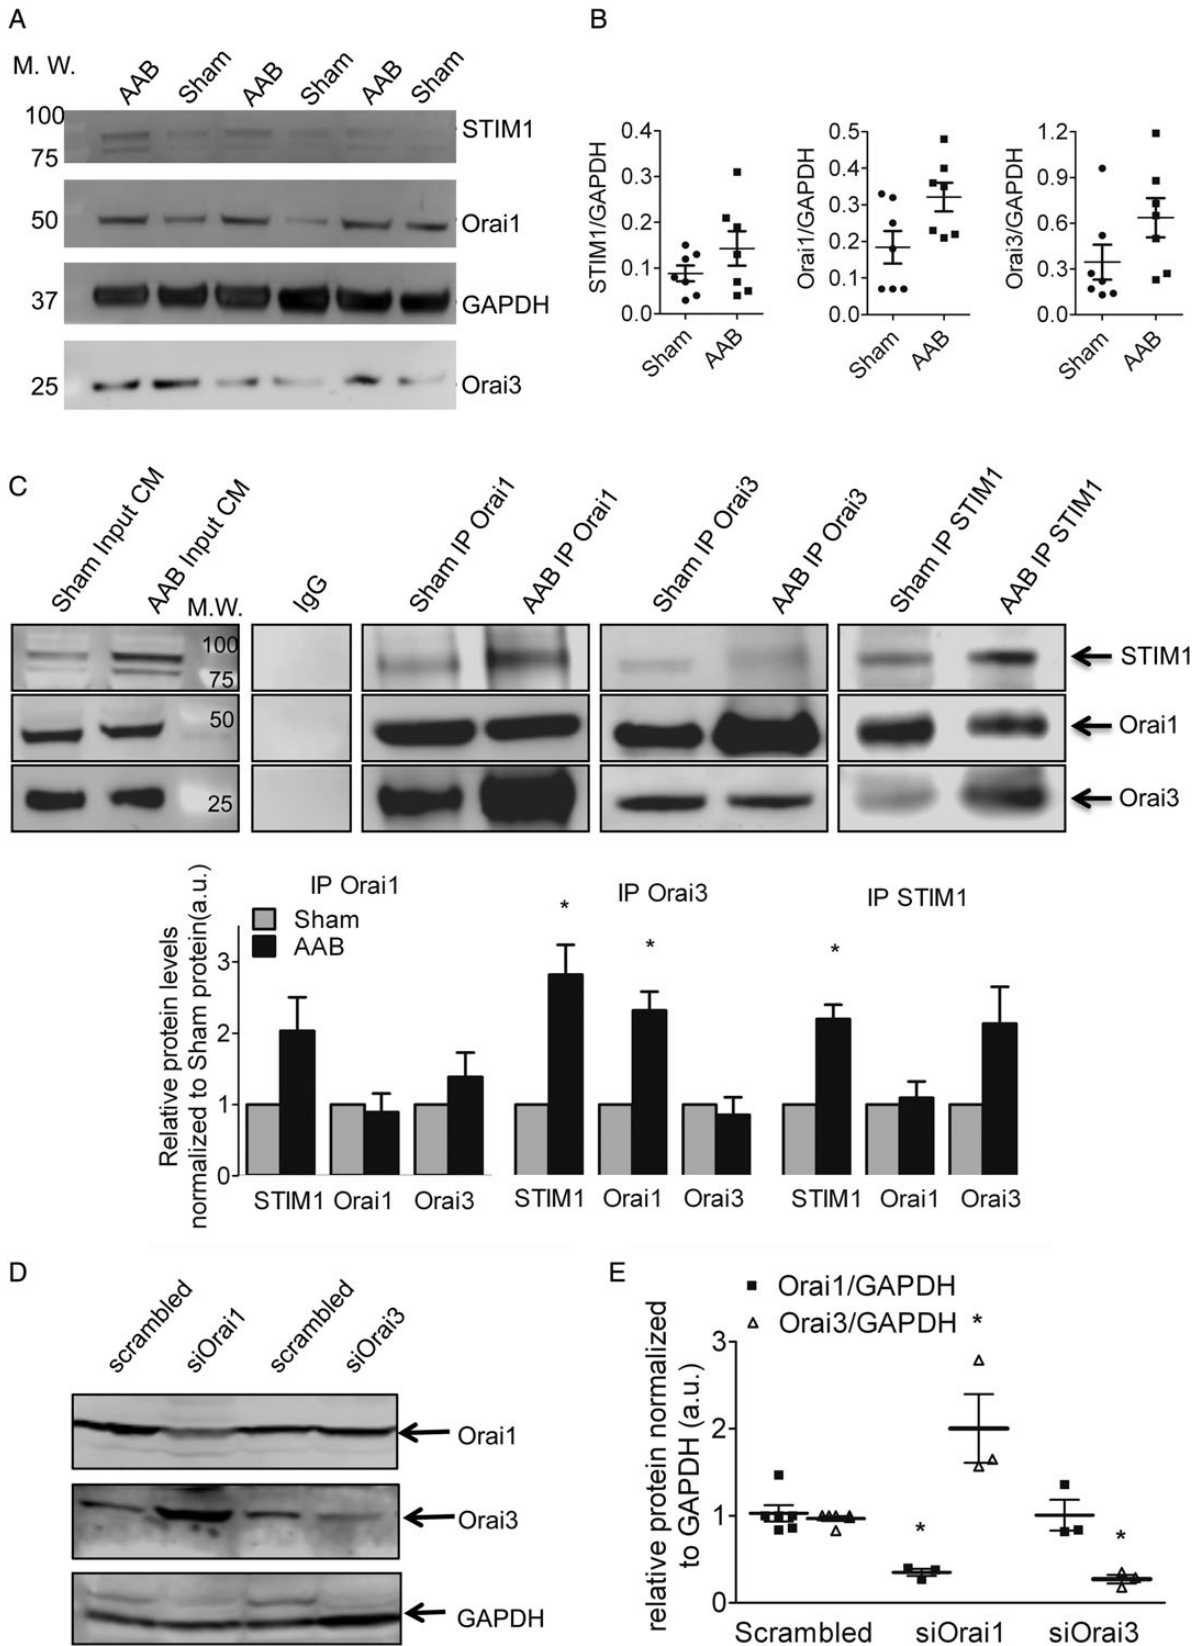 A
M. W.
AAB
Sham
AAB
Sham
AAB
Sham
100
75
STIM1
50
Orai1
37
GAPDH
25
Orai3
B
STIM1/GAPDH
0.4
0.3
0.2
0.1
0.0
Sham
AAB
Orai1/GAPDH
0.5
0.4
0.3
0.2
0.1
0.0
Sham
AAB
Orai3/GAPDH
1.2
0.9
0.6
0.3
0.0
Sham
AAB
C
Sham Input CM
AAB Input CM
M.W.
IgG
Sham IP Orai1
AAB IP Orai1
Sham IP Orai3
AAB IP Orai3
Sham IP STIM1
AAB IP STIM1
100
75
STIM1
50
Orai1
25
Orai3
Relative protein levels
normalized to Sham protein(a.u.)
3
2
1
0
IP Orai1
Sham
AAB
STIM1 Orai1 Orai3
IP Orai3
*
*
STIM1 Orai1 Orai3
IP STIM1
*
STIM1 Orai1 Orai3
D
scrambled
siOrai1
scrambled
siOrai3
Orai1
Orai3
GAPDH
E
Orai1/GAPDH
Orai3/GAPDH
relative protein normalized
to GAPDH (a.u.)
3
2
1
0
*
*
*
Scrambled siOrai1 siOrai3